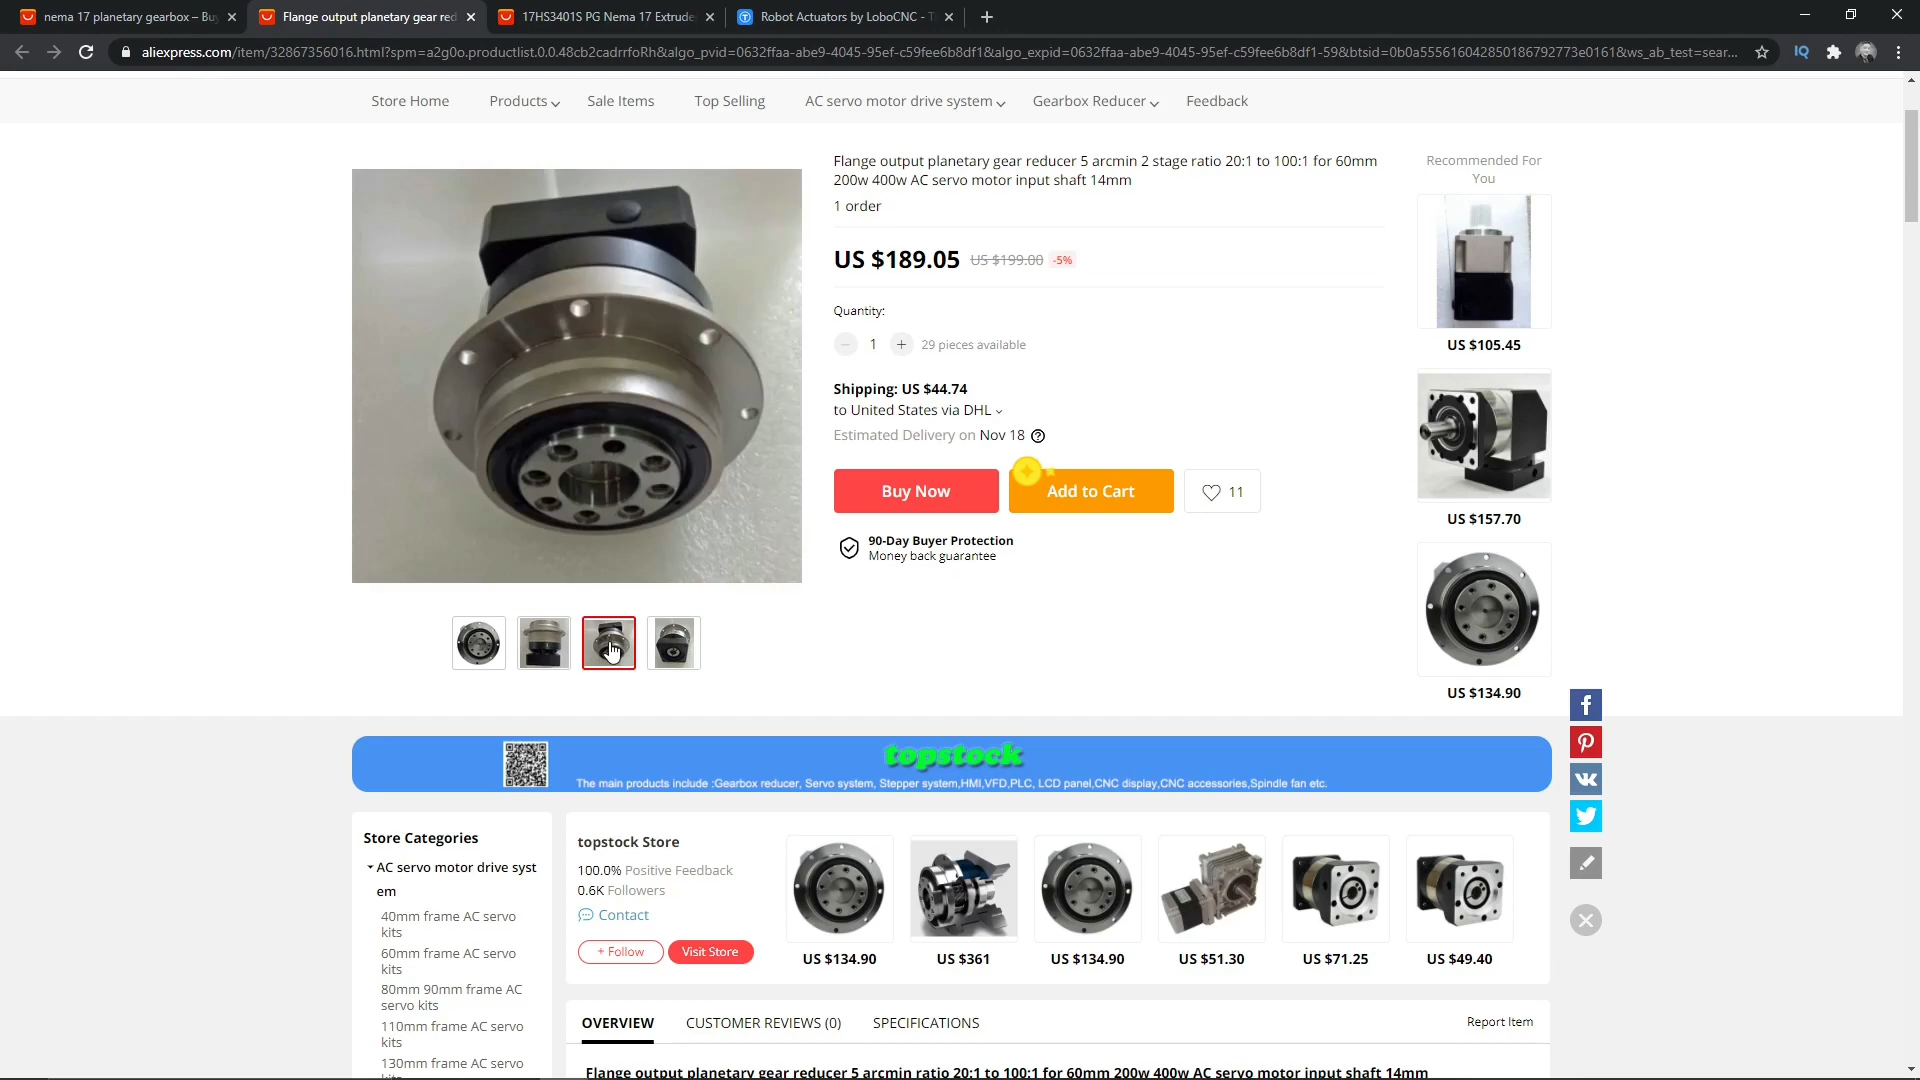 nema 17 planetary gearbox – Bu
Flange output planetary gear red
17HS3401S PG Nema 17 Extrude
Robot Actuators by LoboCNC - T
aliexpress.com/item/32867356016.html?spm=a2g0o.productlist.0.0.48cb2cadrrfoRh&algo_pvid=0632ffaa-abe9-4045-95ef-c59fee6b8df1&algo_expid=0632ffaa-abe9-4045-95ef-c59fee6b8df1-59&btsid=0b0a555616042850186792773e0161&ws_ab_test=sear...
Store Home Products Sale Items Top Selling AC servo motor drive system Gearbox Reducer Feedback
Flange output planetary gear reducer 5 arcmin 2 stage ratio 20:1 to 100:1 for 60mm
200w 400w AC servo motor input shaft 14mm
1 order
US $189.05 US $199.00 -5%
Quantity:
1 + 29 pieces available
Shipping: US $44.74
to United States via DHL
Estimated Delivery on Nov 18
Buy Now
Add to Cart
11
90-Day Buyer Protection
Money back guarantee
Recommended For
You
US $105.45
US $157.70
US $134.90
topstock
The main products include :Gearbox reducer, Servo system, Stepper system,HMI,VFD,PLC, LCD panel,CNC display,CNC accessories,Spindle fan etc.
Store Categories
AC servo motor drive syst
em
40mm frame AC servo
kits
60mm frame AC servo
kits
80mm 90mm frame AC
servo kits
110mm frame AC servo
kits
130mm frame AC servo
kits
topstock Store
100.0% Positive Feedback
0.6K Followers
Contact
+ Follow
Visit Store
US $134.90
US $361
US $134.90
US $51.30
US $71.25
US $49.40
OVERVIEW CUSTOMER REVIEWS (0) SPECIFICATIONS
Report Item
Flange output planetary gear reducer 5 arcmin ratio 20:1 to 100:1 for 60mm 200w 400w AC servo motor input shaft 14mm